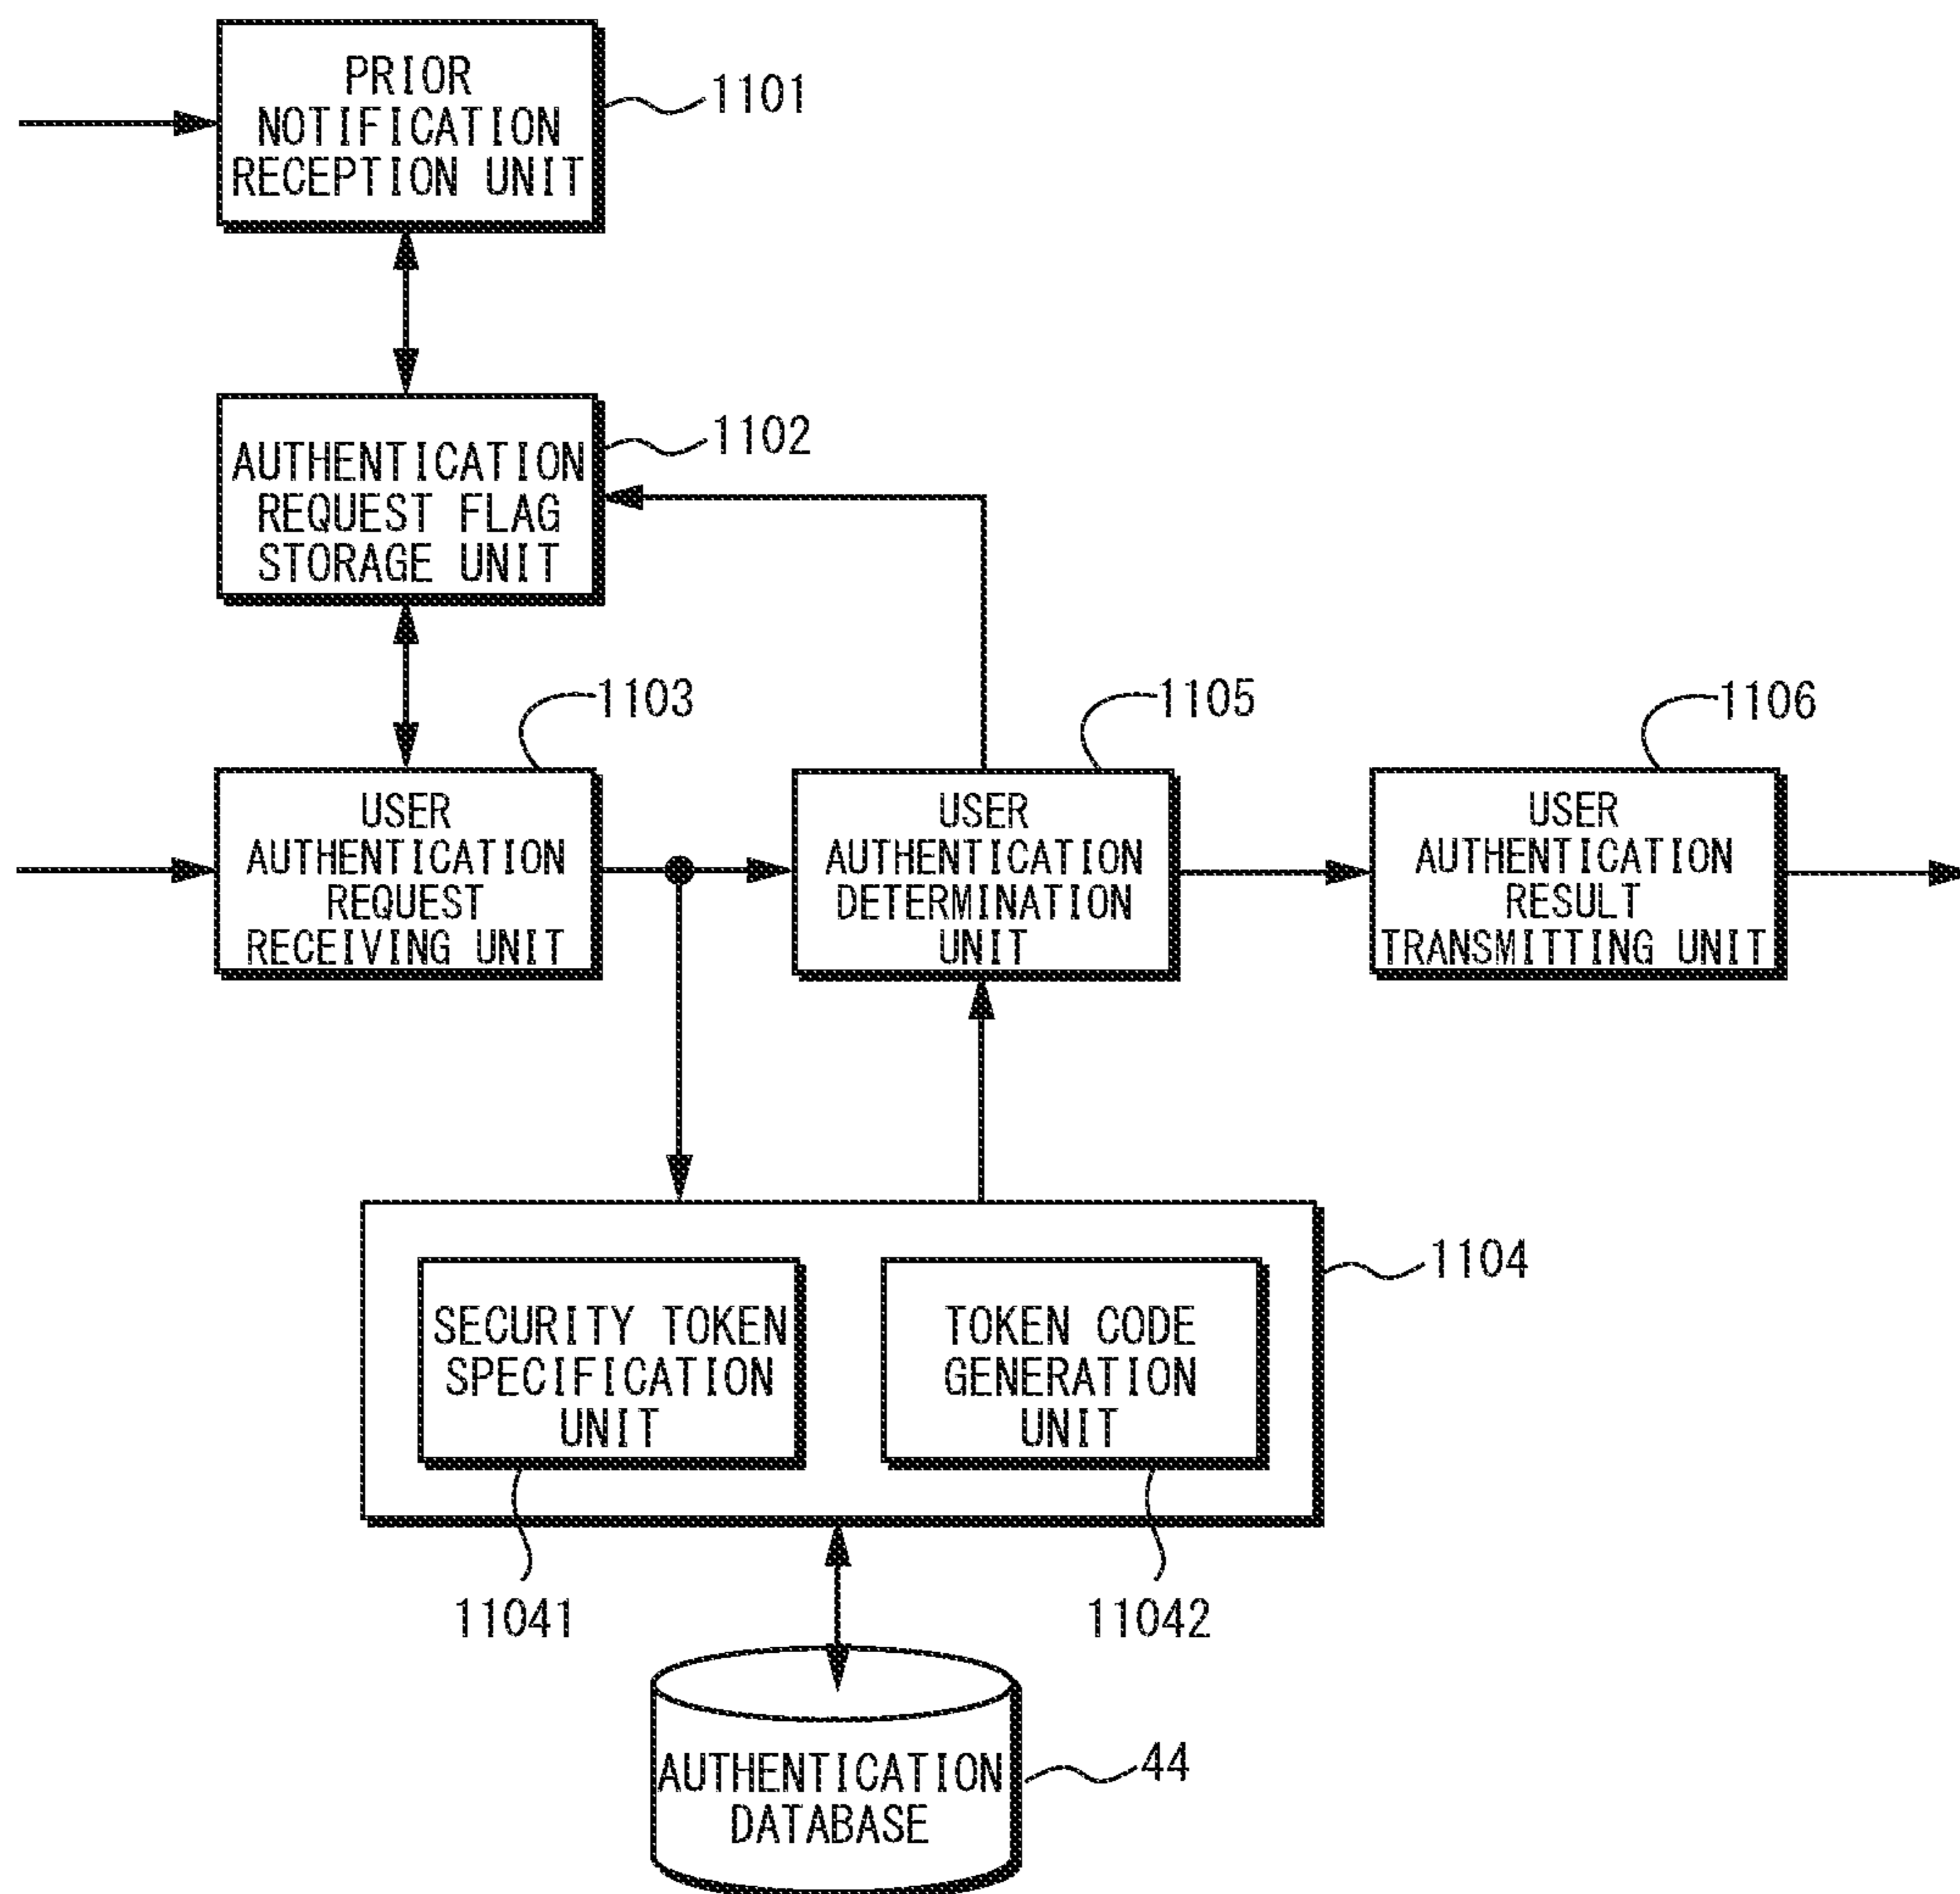 PRIOR
NOTIFICATION
RECEPTION UNIT
1101
AUTHENTICATION
REQUEST FLAG
STORAGE UNIT
1102
USER
AUTHENTICATION
REQUEST
RECEIVING UNIT
1103
USER
AUTHENTICATION
DETERMINATION
UNIT
1105
USER
AUTHENTICATION
RESULT
TRANSMITTING UNIT
1106
1104
SECURITY TOKEN
SPECIFICATION
UNIT
11041
TOKEN CODE
GENERATION
UNIT
11042
AUTHENTICATION
DATABASE
44